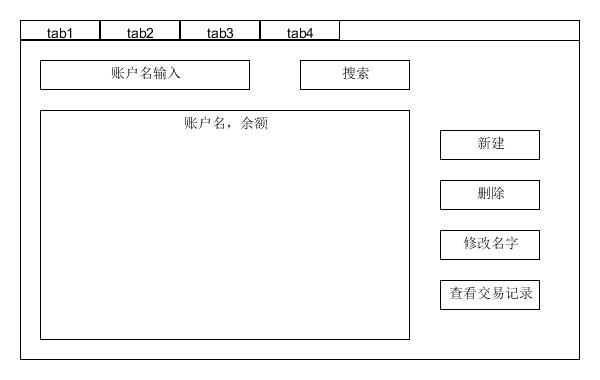 tab1 tab2 tab3 tab4
账户名输入 搜索
账户名，余额
新建
删除
修改名字
查看交易记录